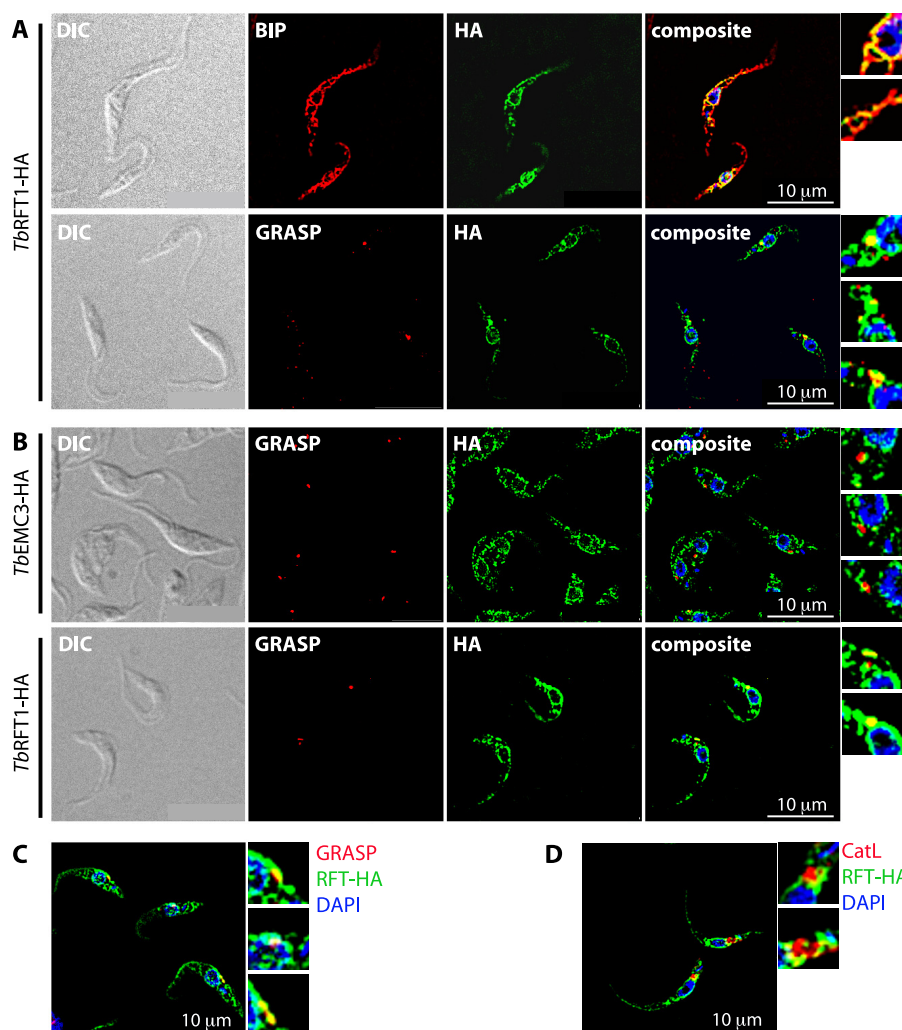 A
DIC
BIP
HA
composite
10 µm
TbRFT1-HA
DIC
GRASP
HA
composite
10 µm
B
DIC
GRASP
HA
composite
10 µm
TbEMC3-HA
DIC
GRASP
HA
composite
10 µm
TbRFT1-HA
C
GRASP
RFT-HA
DAPI
10 µm
D
CatL
RFT-HA
DAPI
10 µm